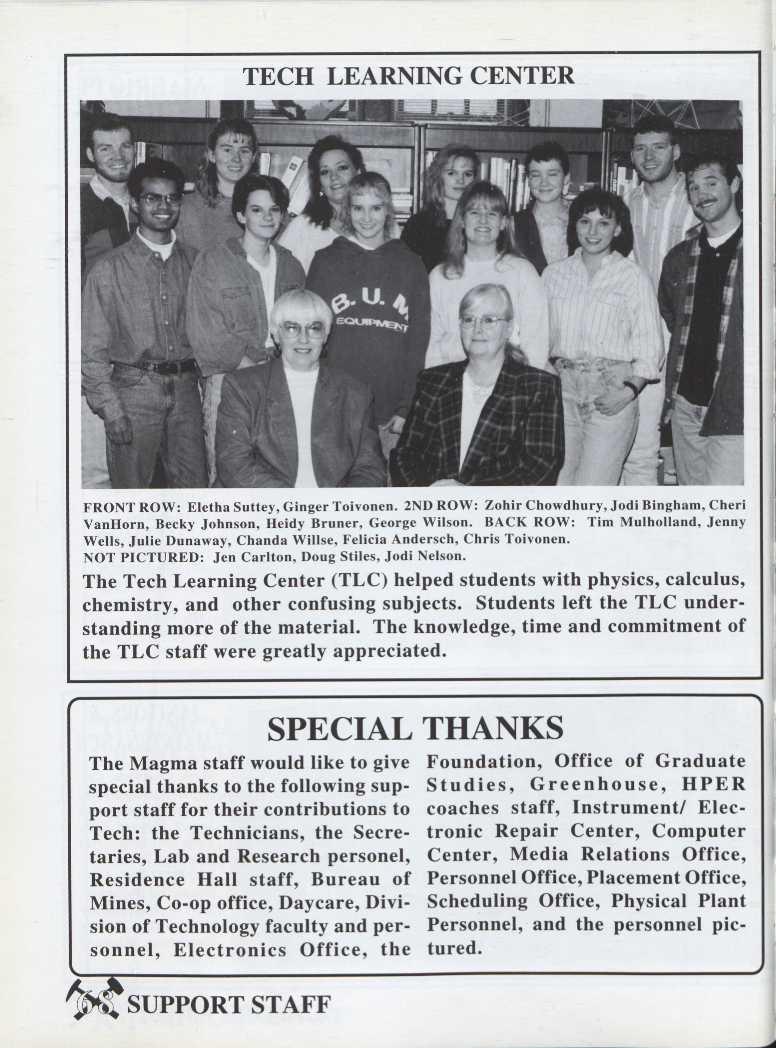 TECH LEARNING CENTER
B. U. M
EQUIPMENT
FRONT ROW: Eletha Suttey, Ginger Toivonen. 2ND ROW: Zohir Chowdhury, Jodi Bingham, Cheri
VanHorn, Becky Johnson, Heidy Bruner, George Wilson. BACK ROW: Tim Mulholland, Jenny
Wells, Julie Dunaway, Chanda Willse, Felicia Andersch, Chris Toivonen.
NOT PICTURED: Jen Carlton, Doug Stiles, Jodi Nelson.
The Tech Learning Center (TLC) helped students with physics, calculus,
chemistry, and other confusing subjects. Students left the TLC under-
standing more of the material. The knowledge, time and commitment of
the TLC staff were greatly appreciated.
SPECIAL THANKS
The Magma staff would like to give
special thanks to the following sup-
port staff for their contributions to
Tech: the Technicians, the Secre-
taries, Lab and Research personel,
Residence Hall staff, Bureau of
Mines, Co-op office, Daycare, Divi-
sion of Technology faculty and per-
sonnel, Electronics Office, the
Foundation, Office of Graduate
Studies, Greenhouse, HPER
coaches staff, Instrument/ Elec-
tronic Repair Center, Computer
Center, Media Relations Office,
Personnel Office, Placement Office,
Scheduling Office, Physical Plant
Personnel, and the personnel pic-
tured.
68 SUPPORT STAFF